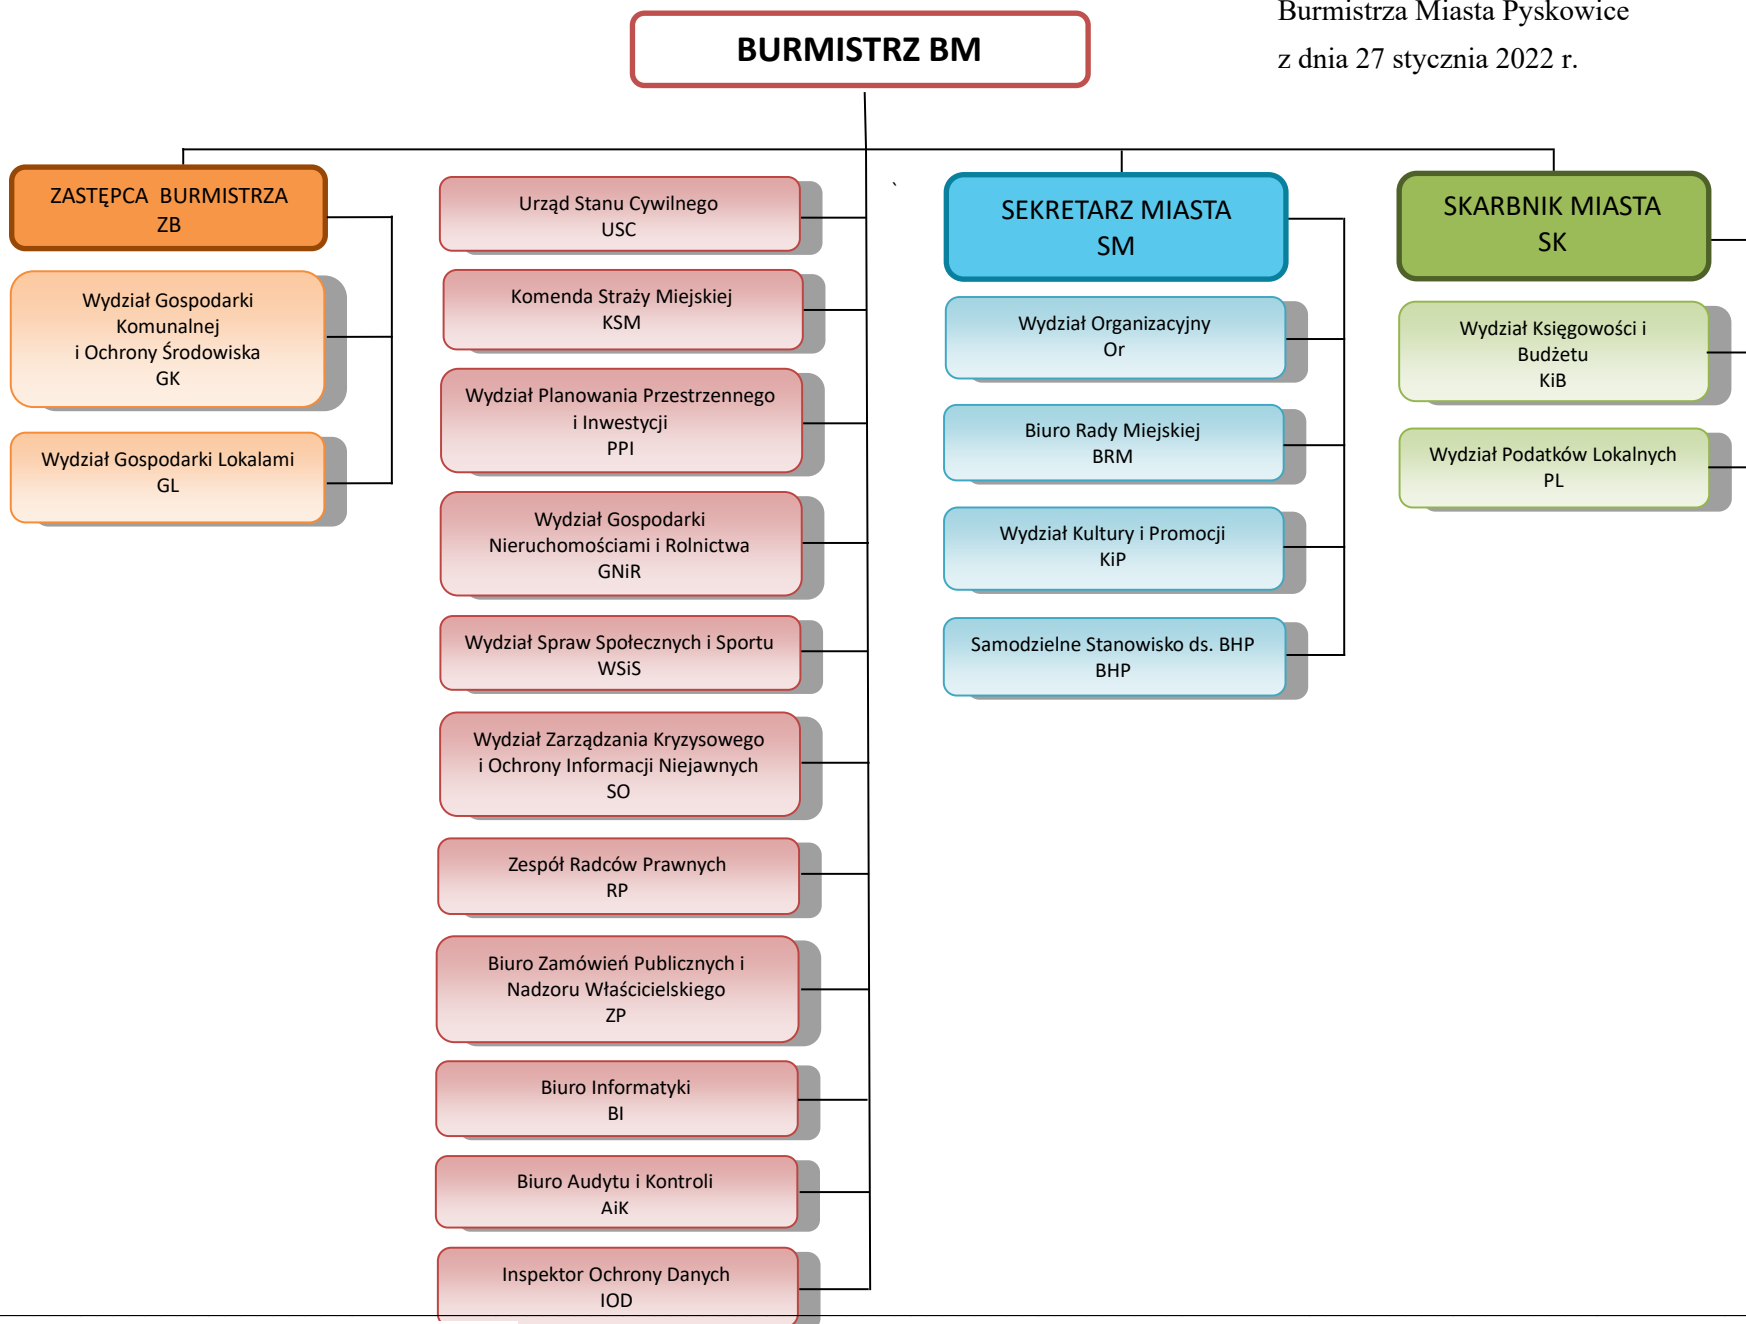 Burmistrza Miasta Pyskowice
z dnia 27 stycznia 2022 r.
BURMISTRZ BM
ZASTĘPCA BURMISTRZA
ZB
Wydział Gospodarki
Komunalnej
i Ochrony Środowiska
GK
Wydział Gospodarki Lokalami
GL
Urząd Stanu Cywilnego
USC
Komenda Straży Miejskiej
KSM
Wydział Planowania Przestrzennego
i Inwestycji
PPI
Wydział Gospodarki
Nieruchomościami i Rolnictwa
GNiR
Wydział Spraw Społecznych i Sportu
WSiS
Wydział Zarządzania Kryzysowego
i Ochrony Informacji Niejawnych
SO
Zespół Radców Prawnych
RP
Biuro Zamówień Publicznych i
Nadzoru Właścicielskiego
ZP
Biuro Informatyki
BI
Biuro Audytu i Kontroli
AiK
Inspektor Ochrony Danych
IOD
`
SEKRETARZ MIASTA
SM
Wydział Organizacyjny
Or
Biuro Rady Miejskiej
BRM
Wydział Kultury i Promocji
KiP
Samodzielne Stanowisko ds. BHP
BHP
SKARBNIK MIASTA
SK
Wydział Księgowości i
Budżetu
KiB
Wydział Podatków Lokalnych
PL